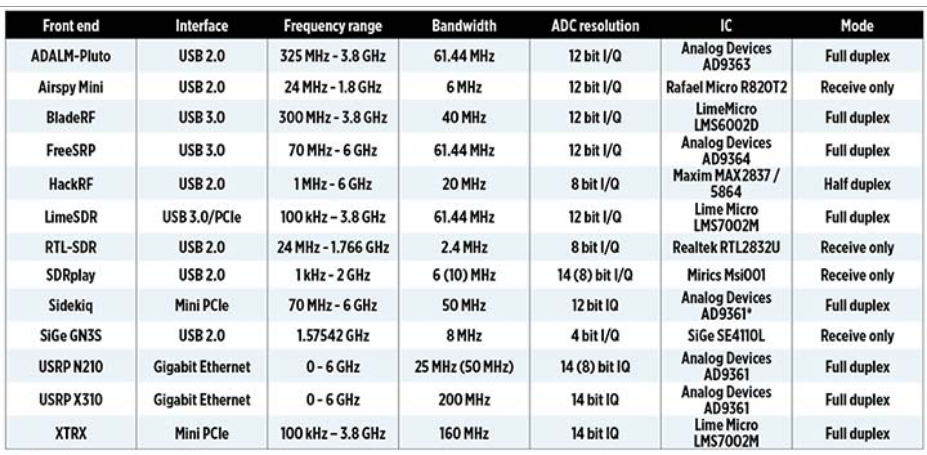 Front end Interface Frequency range Bandwidth ADC resolution IC Mode
ADALM-Pluto USB 2.0 325 MHz - 3.8 GHz 61.44 MHz 12 bit I/Q Analog Devices AD9363 Full duplex
Airspy Mini USB 2.0 24 MHz - 1.8 GHz 6 MHz 12 bit I/Q Rafael Micro R820T2 Receive only
BladeRF USB 3.0 300 MHz - 3.8 GHz 40 MHz 12 bit I/Q LimeMicro LMS6002D Full duplex
FreeSRP USB 3.0 70 MHz - 6 GHz 61.44 MHz 12 bit I/Q Analog Devices AD9364 Full duplex
HackRF USB 2.0 1 MHz - 6 GHz 20 MHz 8 bit I/Q Maxim MAX2837 / 5864 Half duplex
LimeSDR USB 3.0/PCIe 100 kHz – 3.8 GHz 61.44 MHz 12 bit I/Q Lime Micro LMS7002M Full duplex
RTL-SDR USB 2.0 24 MHz - 1.766 GHz 2.4 MHz 8 bit I/Q Realtek RTL2832U Receive only
SDRplay USB 2.0 1 kHz - 2 GHz 6 (10) MHz 14 (8) bit I/Q Mirics Msi001 Receive only
Sidekiq Mini PCIe 70 MHz - 6 GHz 50 MHz 12 bit IQ Analog Devices AD9361* Full duplex
SiGe GN3S USB 2.0 1.57542 GHz 8 MHz 4 bit I/Q SiGe SE4110L Receive only
USRP N210 Gigabit Ethernet 0 - 6 GHz 25 MHz (50 MHz) 14 (8) bit IQ Analog Devices AD9361 Full duplex
USRP X310 Gigabit Ethernet 0 - 6 GHz 200 MHz 14 bit IQ Analog Devices AD9361 Full duplex
XTRX Mini PCIe 100 kHz – 3.8 GHz 160 MHz 14 bit IQ Lime Micro LMS7002M Full duplex